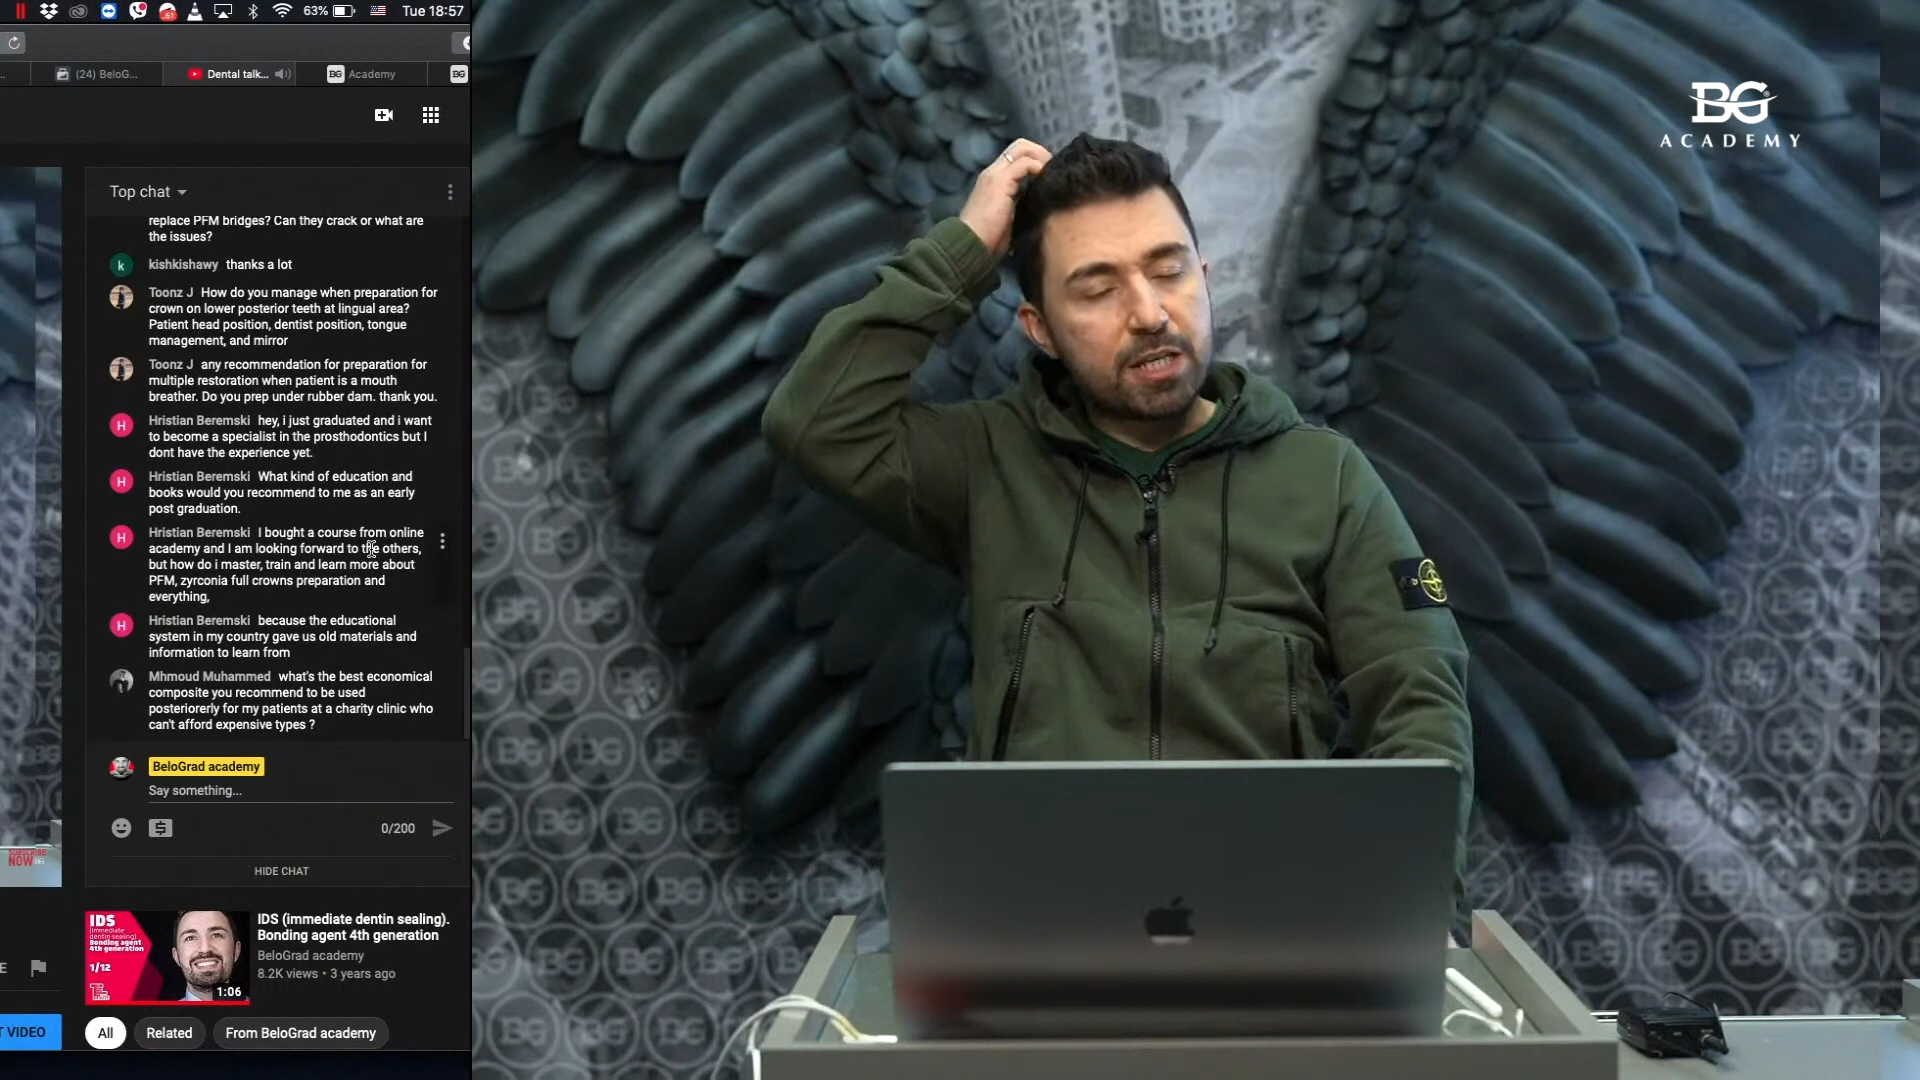 63%
Tue 18:57
(24) BeloG...
Dental talk...
BG Academy
BG
Top chat
replace PFM bridges? Can they crack or what are
the issues?
k kishkishawy thanks a lot
Toonz J How do you manage when preparation for
crown on lower posterior teeth at lingual area?
Patient head position, dentist position, tongue
management, and mirror
Toonz J any recommendation for preparation for
multiple restoration when patient is a mouth
breather. Do you prep under rubber dam. thank you.
H Hristian Beremski hey, i just graduated and i want
to become a specialist in the prosthodontics but I
dont have the experience yet.
H Hristian Beremski What kind of education and
books would you recommend to me as an early
post graduation.
H Hristian Beremski I bought a course from online
academy and I am looking forward to the others,
but how do i master, train and learn more about
PFM, zyrconia full crowns preparation and
everything,
H Hristian Beremski because the educational
system in my country gave us old materials and
information to learn from
Mhmoud Muhammed what's the best economical
composite you recommend to be used
posteriorerly for my patients at a charity clinic who
can't afford expensive types ?
BeloGrad academy
Say something...
0/200
HIDE CHAT
SUBSCRIBE
NOW
IDS
(immediate
dentin sealing)
Bonding agent
4th generation
1/12
1:06
IDS (immediate dentin sealing).
Bonding agent 4th generation
BeloGrad academy
8.2K views • 3 years ago
T VIDEO
All
Related
From BeloGrad academy
BG
ACADEMY